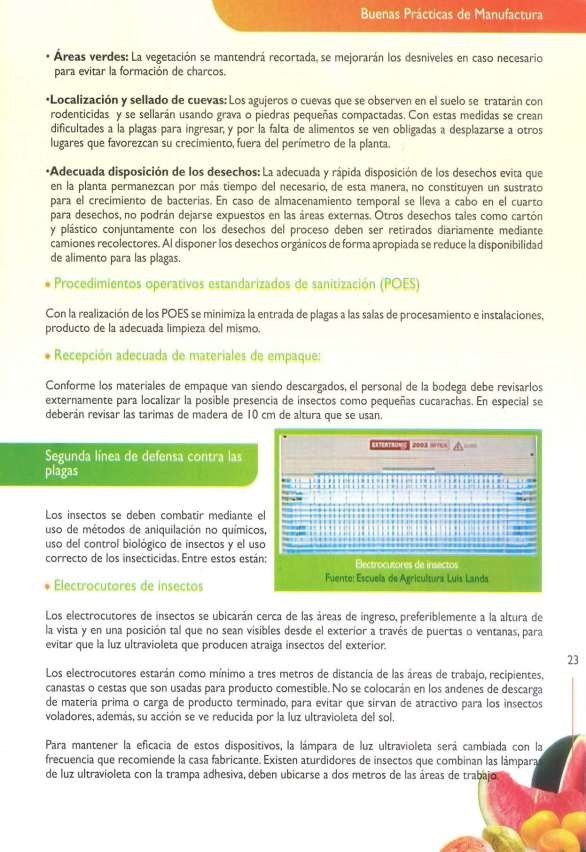 Buenas Prácticas de Manufactura
• Áreas verdes: La vegetación se mantendrá recortada, se mejorarán los desniveles en caso necesario
para evitar la formación de charcos.
•Localización y sellado de cuevas: Los agujeros o cuevas que se observen en el suelo se tratarán con
rodenticidas y se sellarán usando grava o piedras pequeñas compactadas. Con estas medidas se crean
dificultades a la plagas para ingresar, y por la falta de alimentos se ven obligadas a desplazarse a otros
lugares que favorezcan su crecimiento, fuera del perímetro de la planta.
•Adecuada disposición de los desechos: La adecuada y rápida disposición de los desechos evita que
en la planta permanezcan por más tiempo del necesario, de esta manera, no constituyen un sustrato
para el crecimiento de bacterias. En caso de almacenamiento temporal se lleva a cabo en el cuarto
para desechos, no podrán dejarse expuestos en las áreas externas. Otros desechos tales como cartón
y plástico conjuntamente con los desechos del proceso deben ser retirados diariamente mediante
camiones recolectores. Al disponer los desechos orgánicos de forma apropiada se reduce la disponibilidad
de alimento para las plagas.
• Procedimientos operativos estandarizados de sanitización (POES)
Con la realización de los POES se minimiza la entrada de plagas a las salas de procesamiento e instalaciones,
producto de la adecuada limpieza del mismo.
• Recepción adecuada de materiales de empaque:
Conforme los materiales de empaque van siendo descargados, el personal de la bodega debe revisarlos
externamente para localizar la posible presencia de insectos como pequeñas cucarachas. En especial se
deberán revisar las tarimas de madera de 10 cm de altura que se usan.
Segunda línea de defensa contra las
plagas
EXTERTRONIC 2003
Los insectos se deben combatir mediante el
uso de métodos de aniquilación no químicos,
uso del control biológico de insectos y el uso
correcto de los insecticidas. Entre estos están:
Electrocutores de insectos
Fuente: Escuela de Agricultura Luis Landa
• Electrocutores de insectos
Los electrocutores de insectos se ubicarán cerca de las áreas de ingreso, preferiblemente a la altura de
la vista y en una posición tal que no sean visibles desde el exterior a través de puertas o ventanas, para
evitar que la luz ultravioleta que producen atraiga insectos del exterior.
23
Los electrocutores estarán como mínimo a tres metros de distancia de las áreas de trabajo, recipientes,
canastas o cestas que son usadas para producto comestible. No se colocarán en los andenes de descarga
de materia prima o carga de producto terminado, para evitar que sirvan de atractivo para los insectos
voladores, además, su acción se ve reducida por la luz ultravioleta del sol.
Para mantener la eficacia de estos dispositivos, la lámpara de luz ultravioleta será cambiada con la
frecuencia que recomiende la casa fabricante. Existen aturdidores de insectos que combinan las lámparas
de luz ultravioleta con la trampa adhesiva, deben ubicarse a dos metros de las áreas de trabajo.